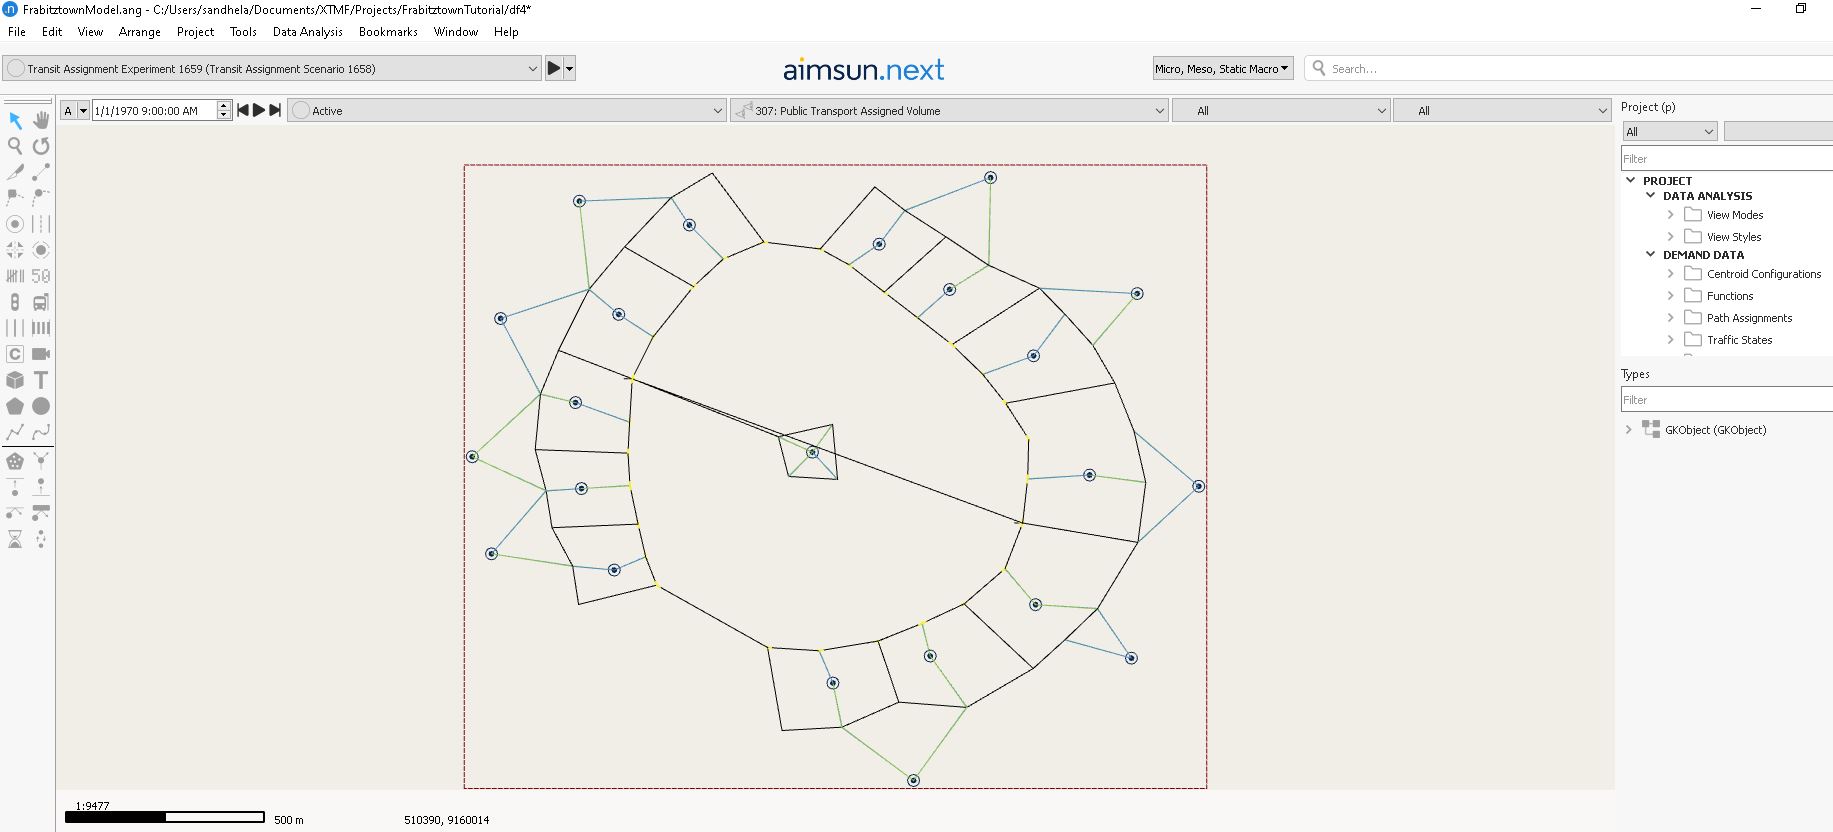 FrabitztownModel.ang - C:/Users/sandhela/Documents/XTMF/Projects/FrabitztownTutorial/df4*
File Edit View Arrange Project Tools Data Analysis Bookmarks Window Help
Transit Assignment Experiment 1659 (Transit Assignment Scenario 1658)
aimsun.next
Micro, Meso, Static Macro
Search...
A
1/1/1970 9:00:00 AM
Active
307: Public Transport Assigned Volume
All
All
Project (p)
All
Filter
PROJECT
DATA ANALYSIS
View Modes
View Styles
DEMAND DATA
Centroid Configurations
Functions
Path Assignments
Traffic States
Types
Filter
GKObject (GKObject)
50
C
T
1:9477
500 m
510390, 9160014